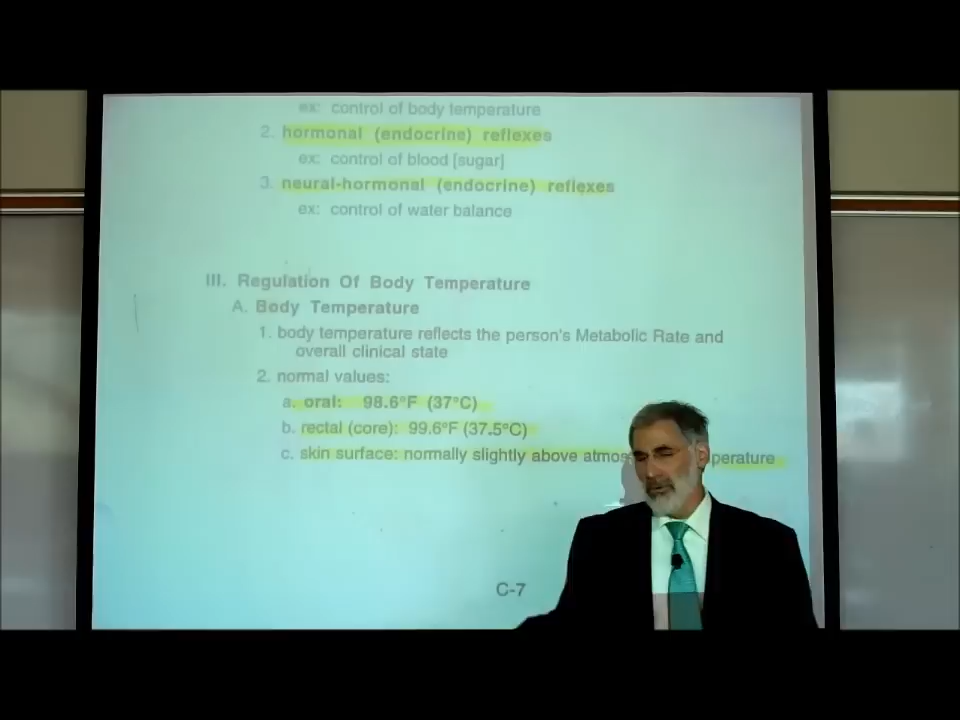 ex: control of body temperature
2. hormonal (endocrine) reflexes
ex: control of blood [sugar]
3. neural-hormonal (endocrine) reflexes
ex: control of water balance
III. Regulation Of Body Temperature
A. Body Temperature
1. body temperature reflects the person's Metabolic Rate and
overall clinical state
2. normal values:
a. oral: 98.6°F (37°C)
b. rectal (core): 99.6°F (37.5°C)
c. skin surface: normally slightly above atmos perature
C-7